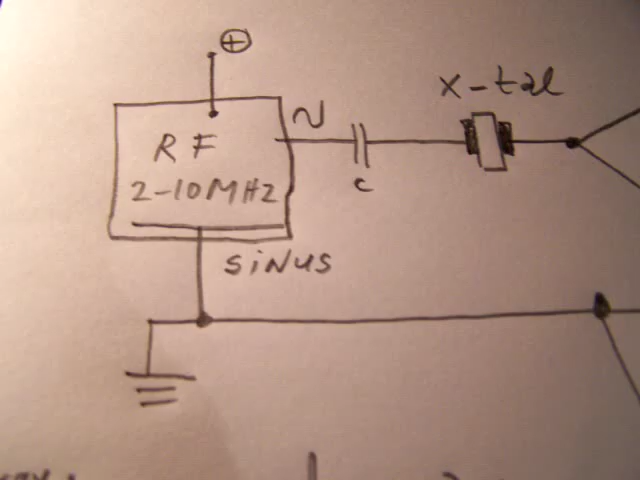 x-tal
RF
2-10MHZ
c
sinus